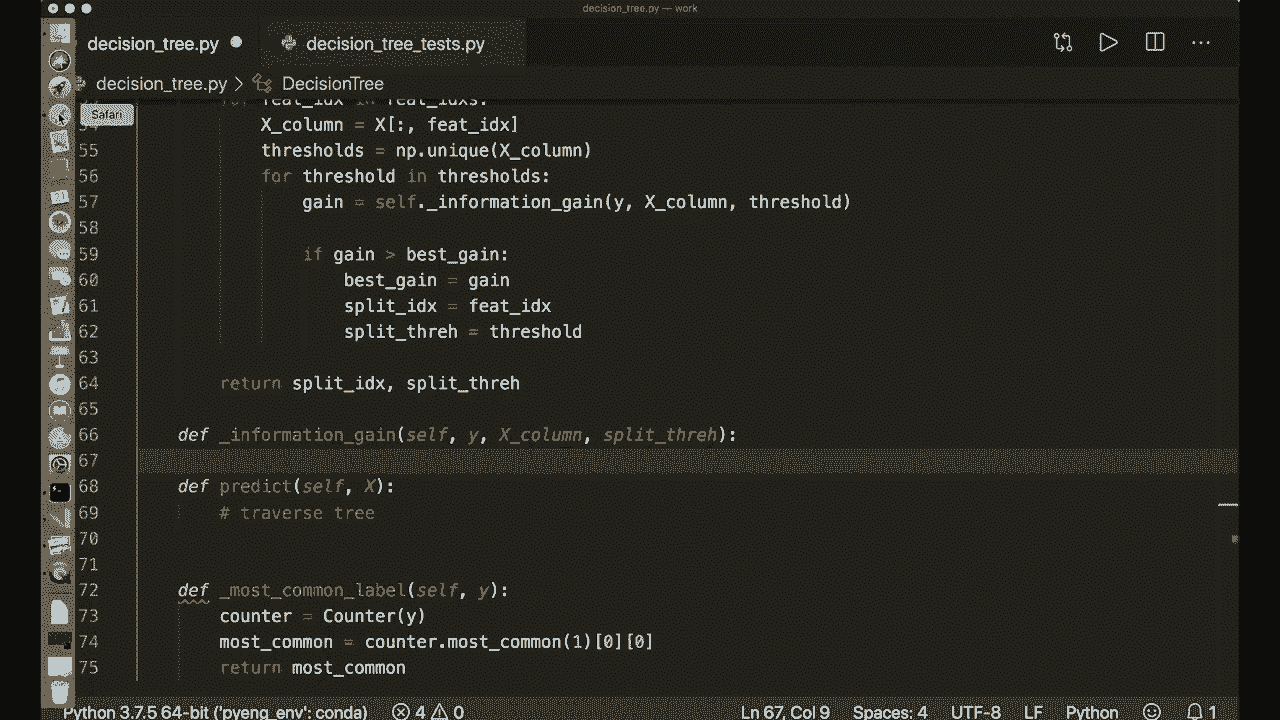 decision_tree.py — work
decision_tree.py
decision_tree_tests.py
decision_tree.py > DecisionTree
for feat_idx in feat_idxs:
Safari
54 X_column = X[:, feat_idx]
55 thresholds = np.unique(X_column)
56 for threshold in thresholds:
57 gain = self._information_gain(y, X_column, threshold)
58
59 if gain > best_gain:
60 best_gain = gain
61 split_idx = feat_idx
62 split_threh = threshold
63
64 return split_idx, split_threh
65
66 def _information_gain(self, y, X_column, split_threh):
67
68 def predict(self, X):
69 # traverse tree
70
71
72 def _most_common_label(self, y):
73 counter = Counter(y)
74 most_common = counter.most_common(1)[0][0]
75 return most_common
Python 3.7.5 64-bit ('pyeng_env': conda) 4 0 Ln 67, Col 9 Spaces: 4 UTF-8 LF Python 1